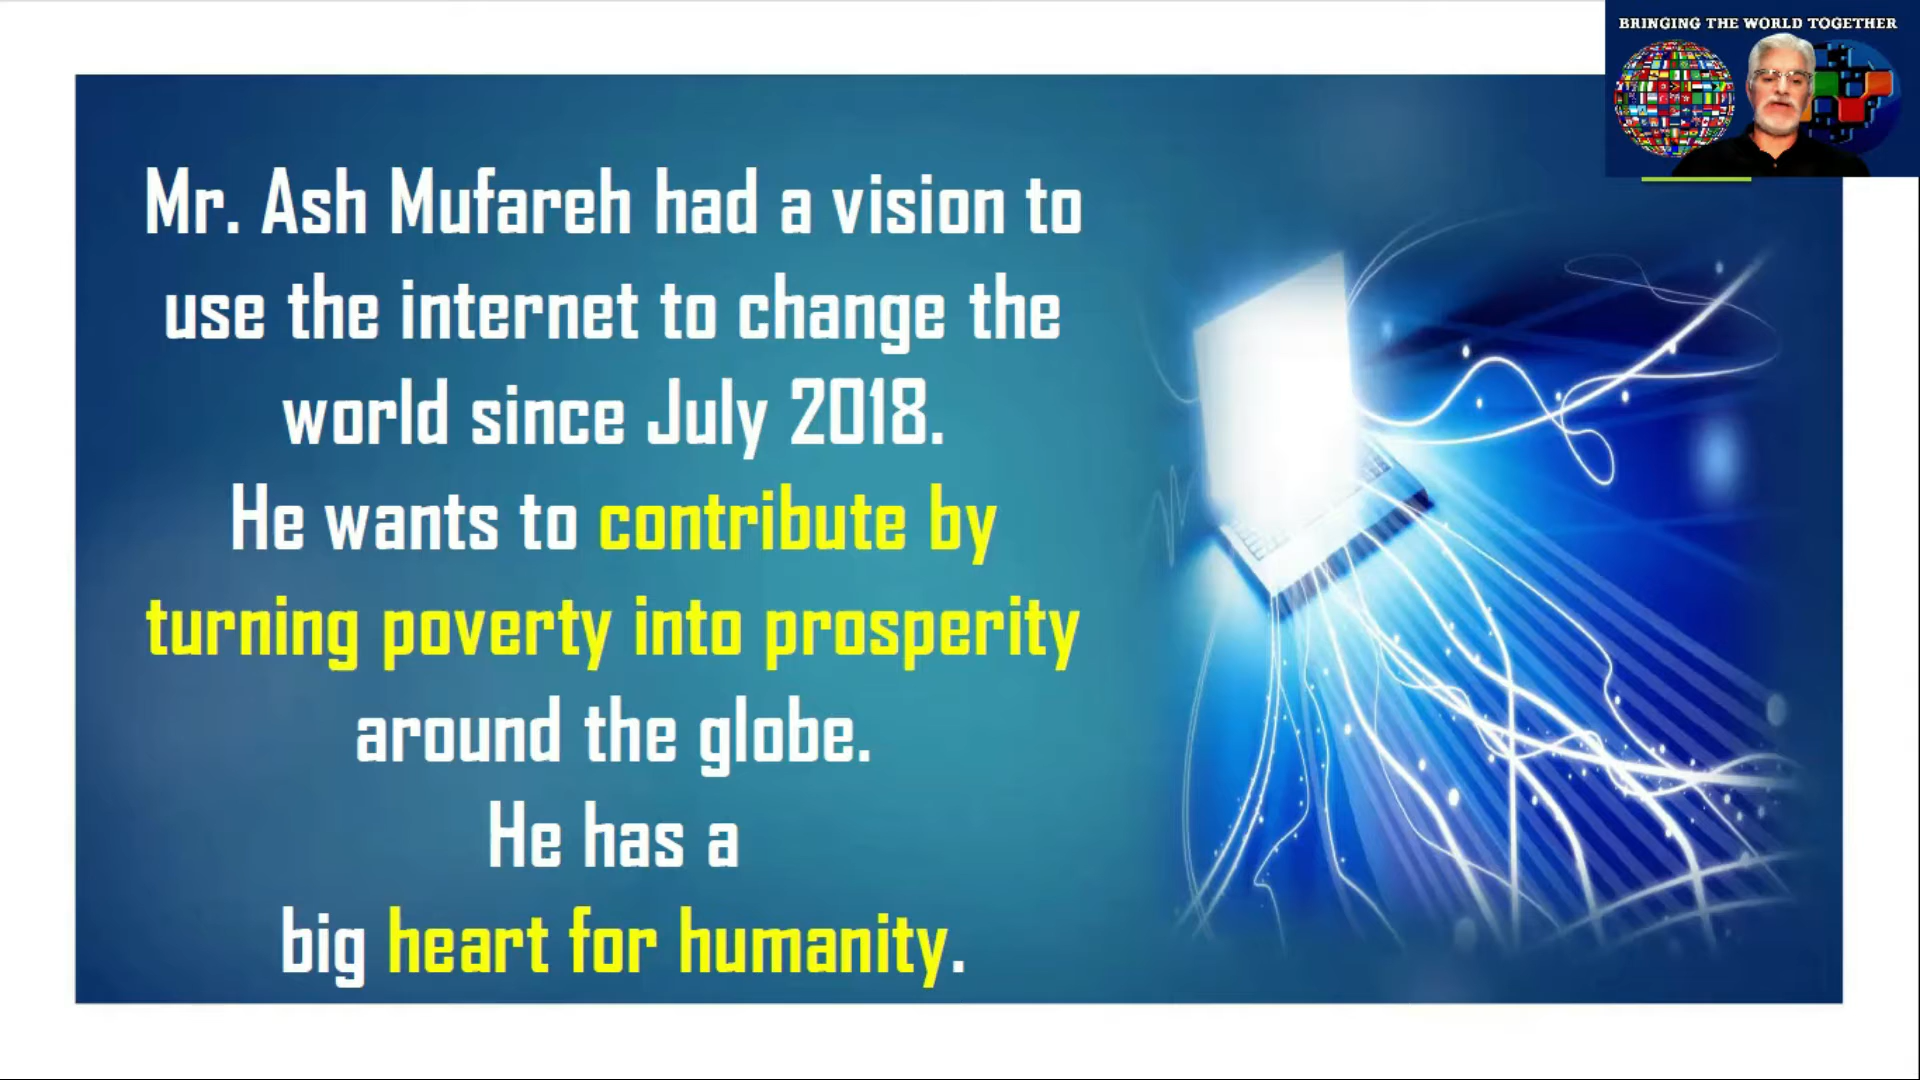 BRINGING THE WORLD TOGETHER
Mr. Ash Mufareh had a vision to
use the internet to change the
world since July 2018.
He wants to contribute by
turning poverty into prosperity
around the globe.
He has a
big heart for humanity.